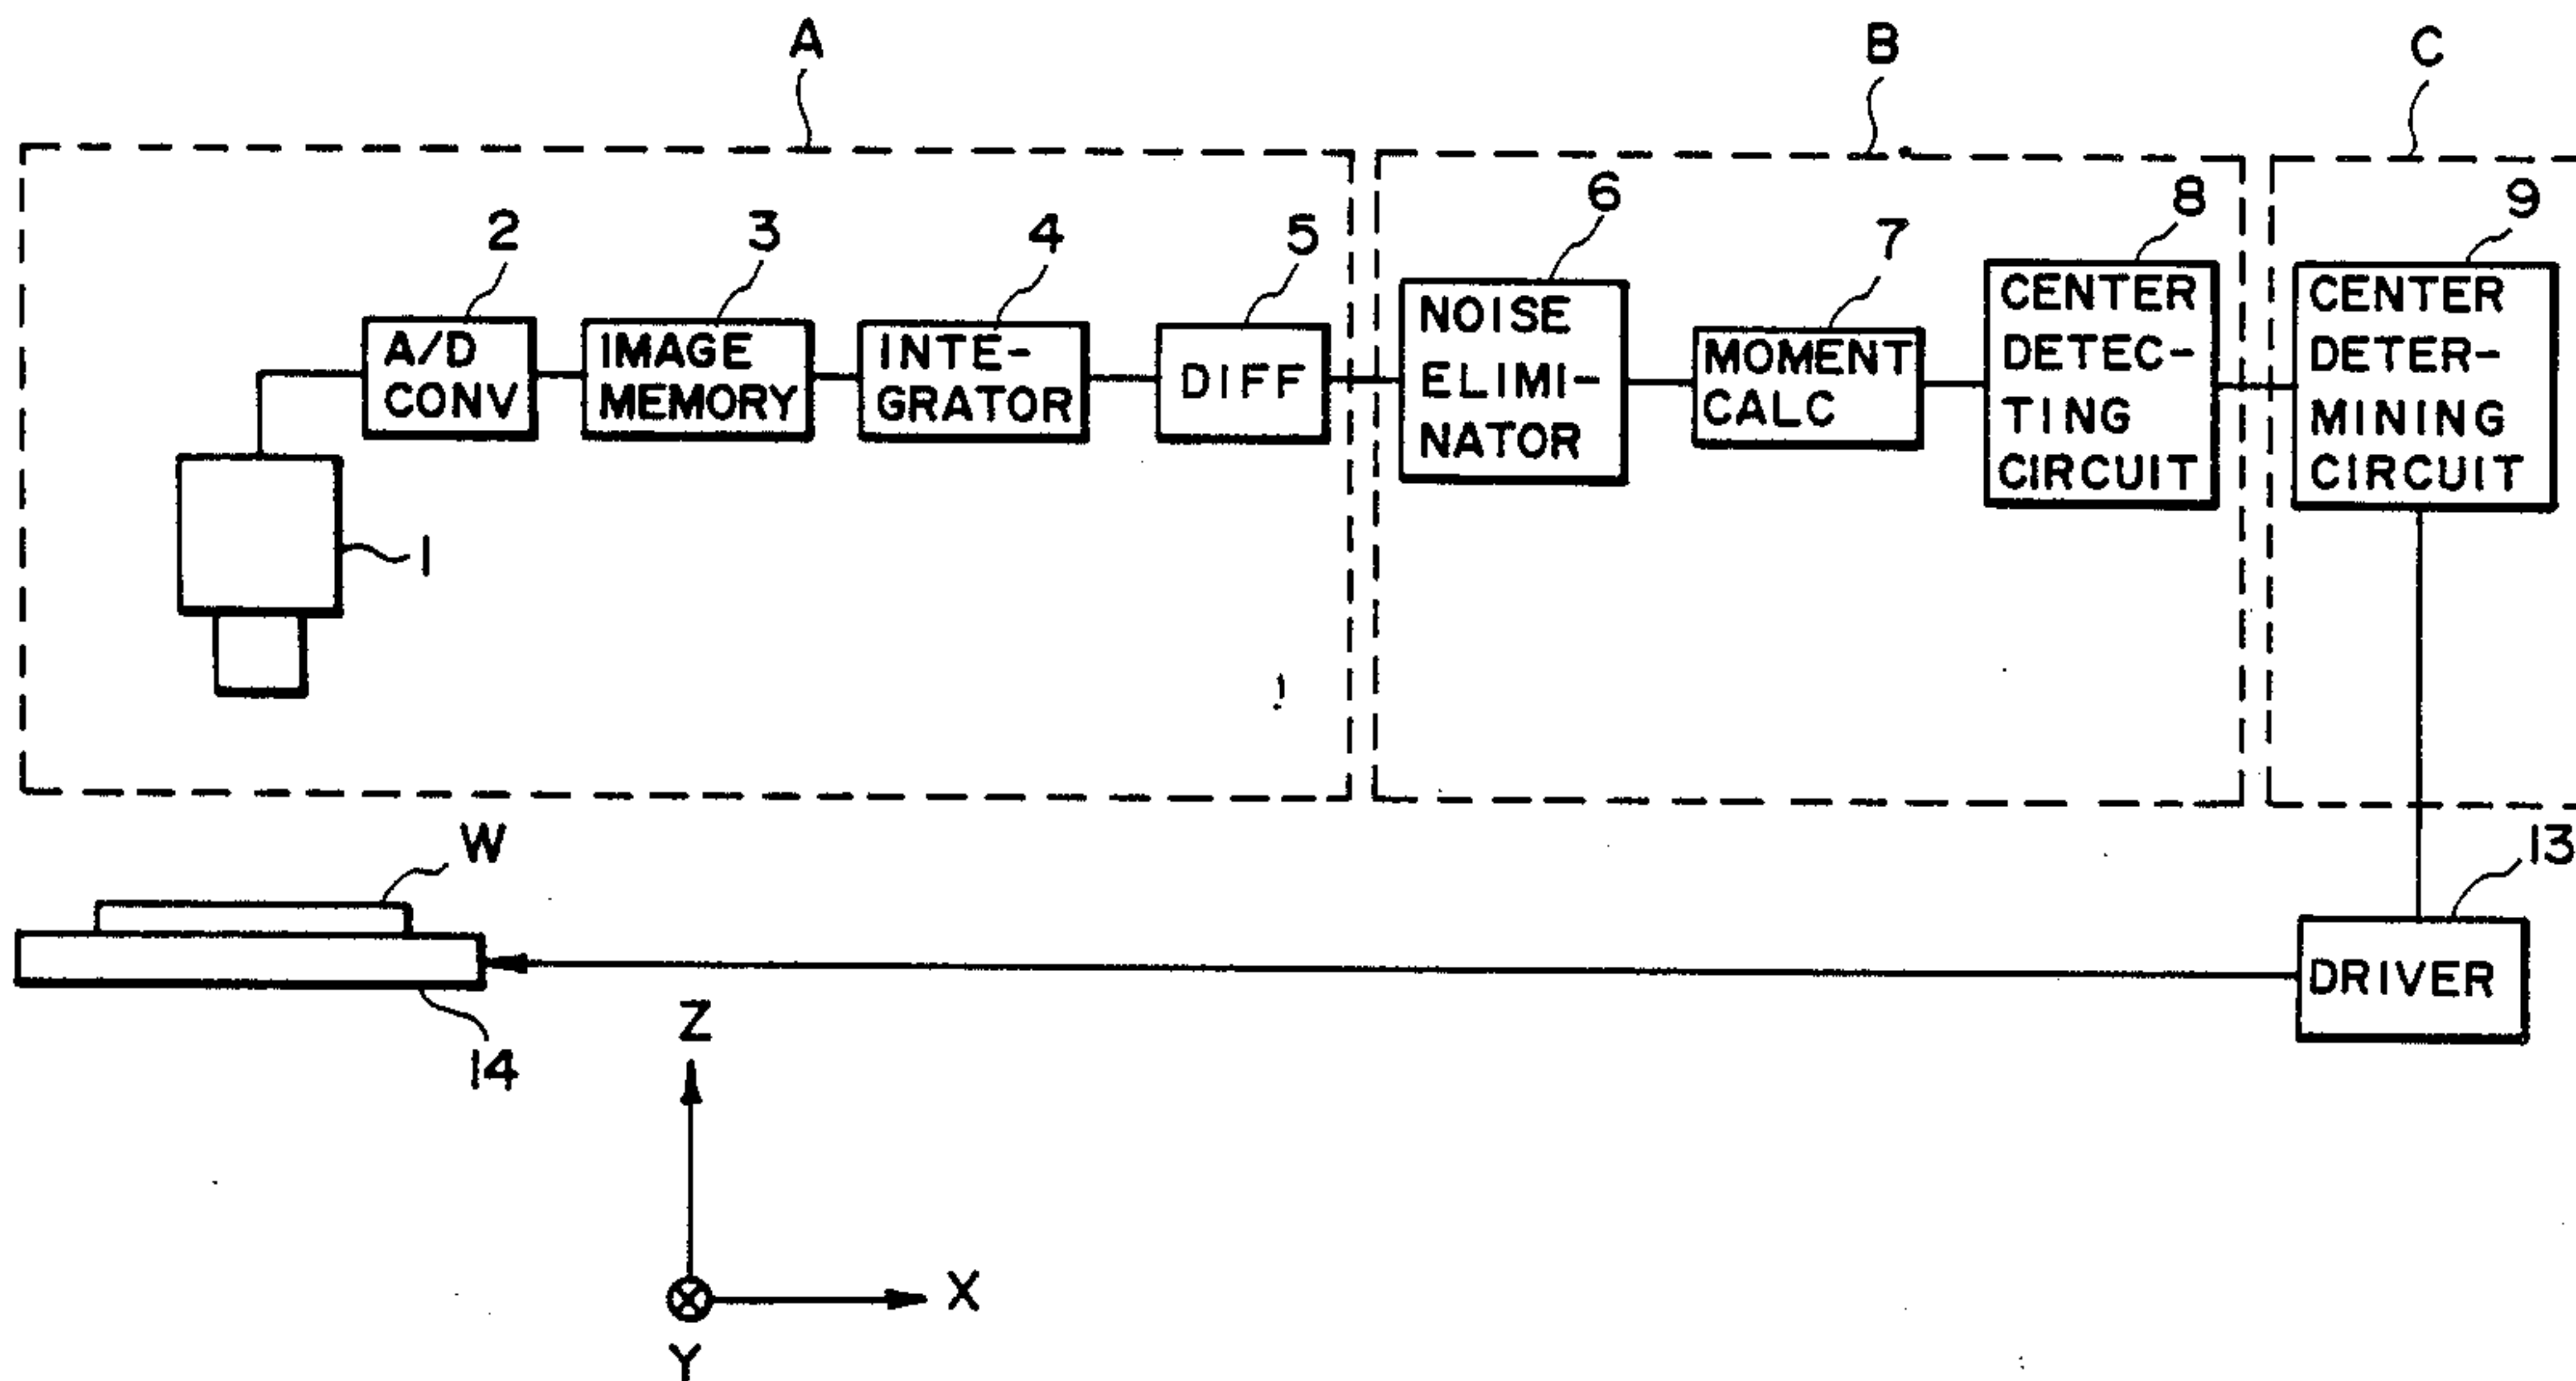 A
B
C
2
3
4
5
6
7
8
9
A/D
CONV
IMAGE
MEMORY
INTE-
GRATOR
DIFF
NOISE
ELIMI-
NATOR
MOMENT
CALC
CENTER
DETEC-
TING
CIRCUIT
CENTER
DETER-
MINING
CIRCUIT
1
W
13
14
DRIVER
Z
X
Y